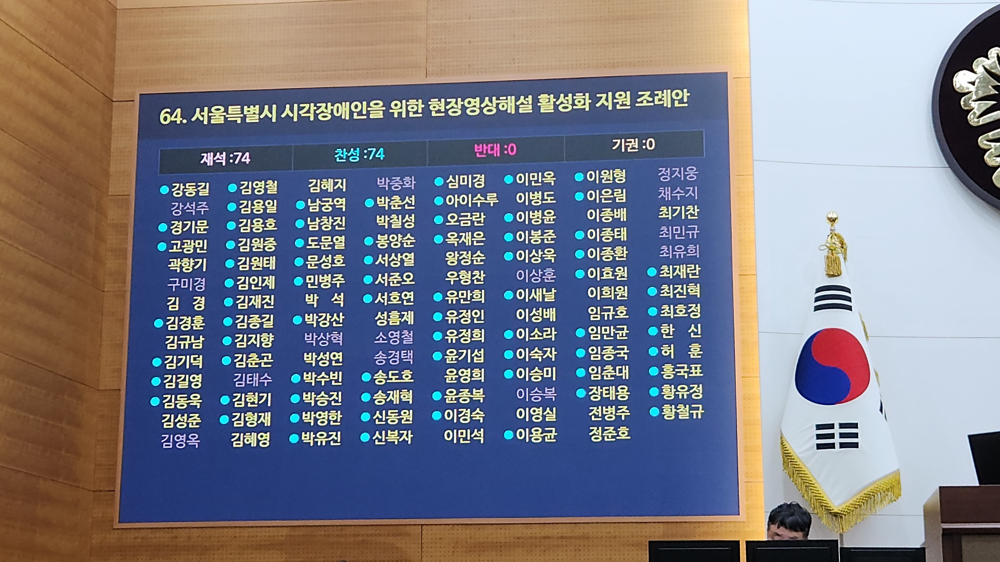 64. 서울특별시 시각장애인을 위한 현장영상해설 활성화 지원 조례안
재석 :74 찬성 :74 반대 :0 기권 :0
강동길 김영철 김혜지 박중화 심미경 이민옥 이원형 정지웅
강석주 김용일 남궁역 박춘선 아이수루 이병도 이은림 채수지
경기문 김용호 남창진 박칠성 오금란 이병윤 이종배 최기찬
고광민 김원중 도문열 봉양순 옥재은 이봉준 이종태 최민규
곽향기 김원태 문성호 서상열 왕정순 이상욱 이종환 최유희
구미경 김인제 민병주 서준오 우형찬 이상훈 이효원 최재란
김 경 김재진 박 석 서호연 유만희 이새날 이희원 최진혁
김경훈 김종길 박강산 성흠제 유정인 이성배 임규호 최호정
김규남 김지향 박상혁 소영철 유정희 이소라 임만균 한 신
김기덕 김춘곤 박성연 송경택 윤기섭 이숙자 임종국 허 훈
김길영 김태수 박수빈 송도호 윤영희 이승미 임춘대 홍국표
김동욱 김현기 박승진 송재혁 윤종복 이승복 장태용 황유정
김성준 김형재 박영한 신동원 이경숙 이영실 전병주 황철규
김영옥 김혜영 박유진 신복자 이민석 이용균 정준호